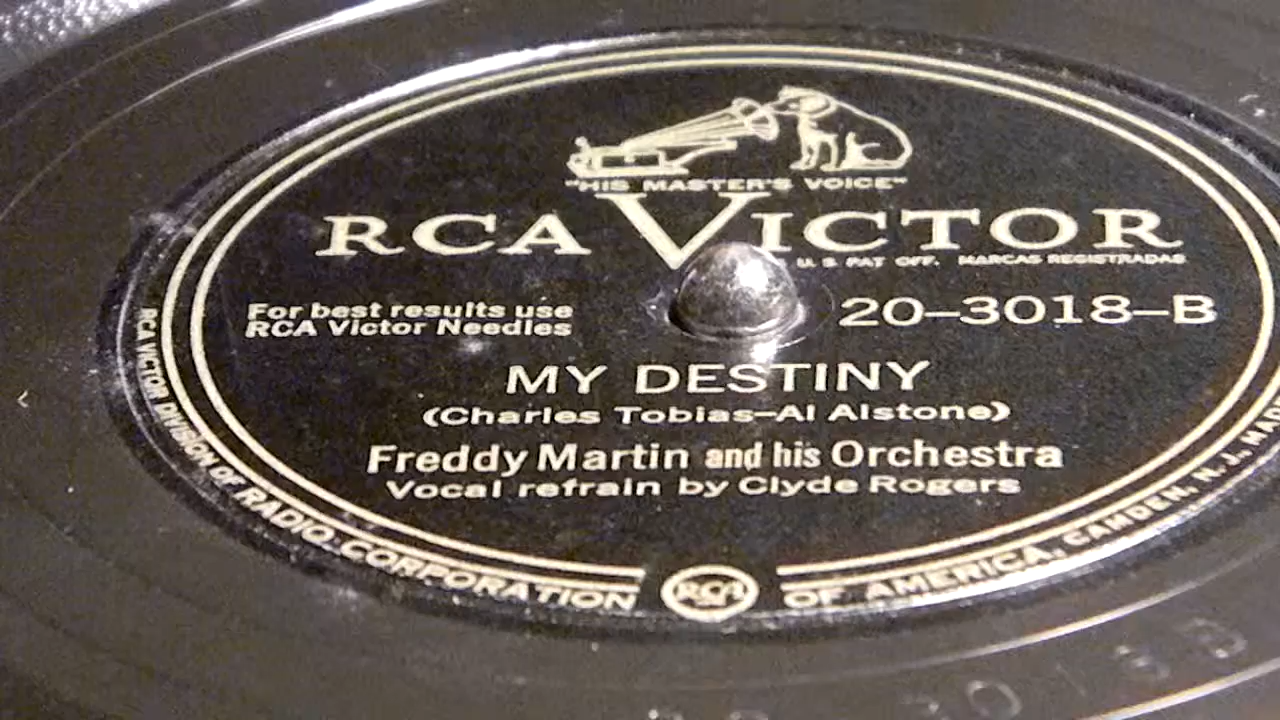 "HIS MASTER'S VOICE"
RCA VICTOR
U. S. PAT. OFF. MARCAS REGISTRADAS
For best results use
RCA Victor Needles
20–3018–B
MY DESTINY
(Charles Tobias–Al Alstone)
Freddy Martin and his Orchestra
Vocal refrain by Clyde Rogers
RCA VICTOR DIVISION OF RADIO CORPORATION
RCA
OF AMERICA, CAMDEN, N. J.,